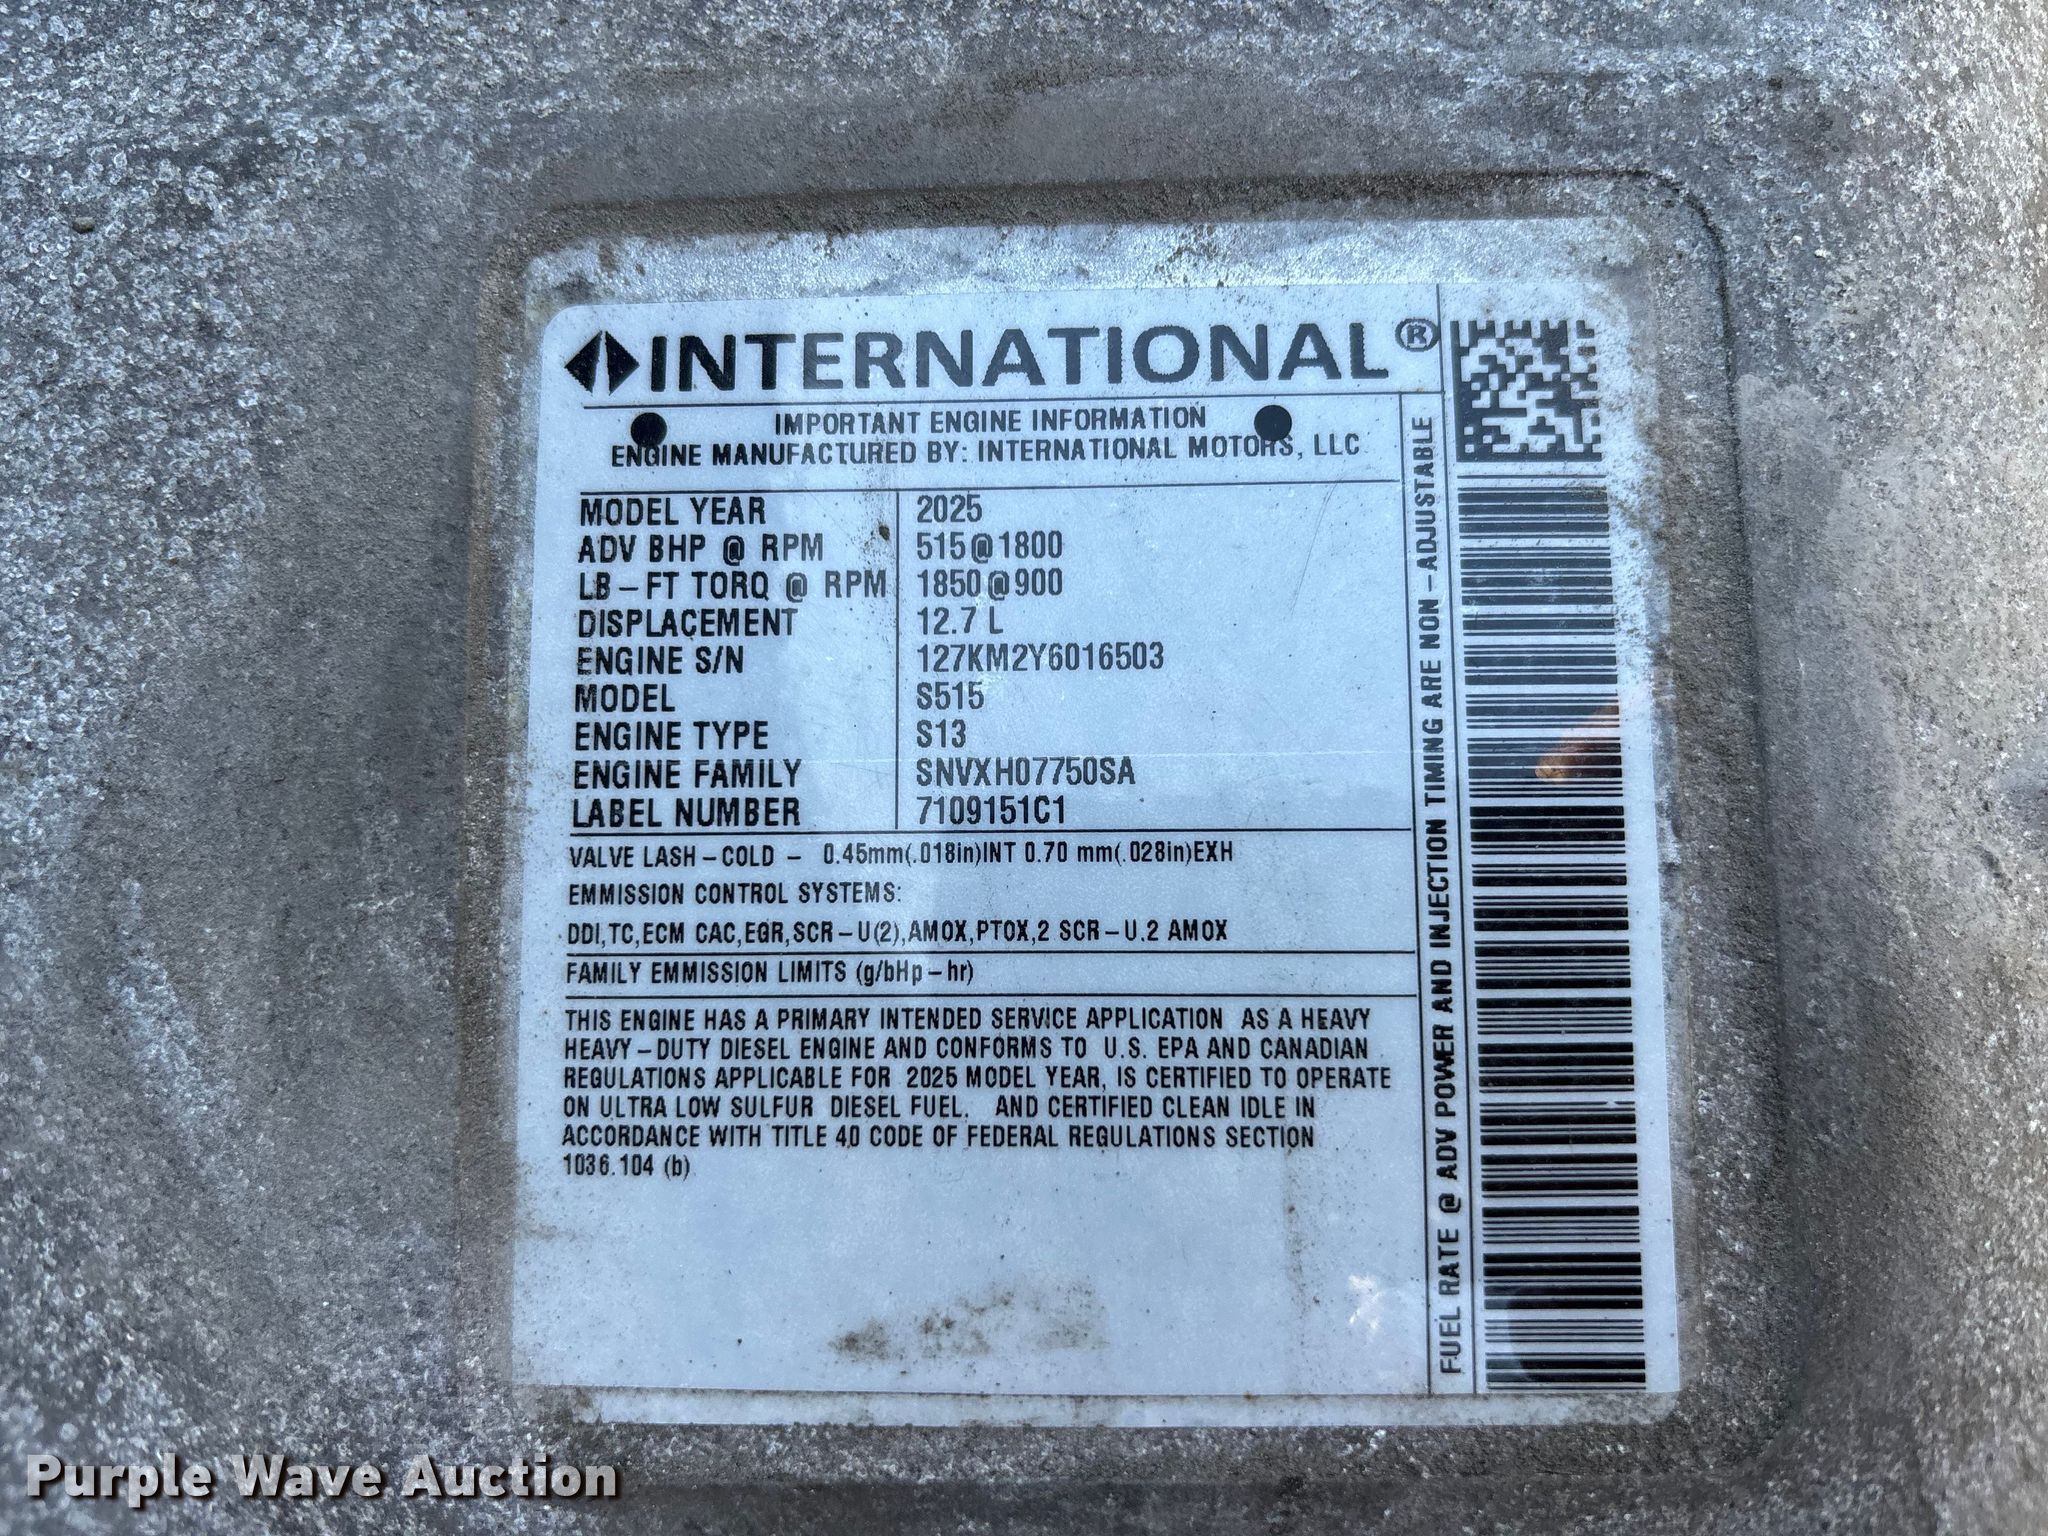 INTERNATIONAL®
IMPORTANT ENGINE INFORMATION
ENGINE MANUFACTURED BY: INTERNATIONAL MOTORS, LLC
MODEL YEAR 2025
ADV BHP @ RPM 515@1800
LB-FT TORQ @ RPM 1850@900
DISPLACEMENT 12.7 L
ENGINE S/N 127KM2Y6016503
MODEL S515
ENGINE TYPE S13
ENGINE FAMILY SNVXH07750SA
LABEL NUMBER 7109151C1
VALVE LASH-COLD - 0.45mm(.018in)INT 0.70 mm(.028in)EXH
EMMISSION CONTROL SYSTEMS:
DDI,TC,ECM CAC,EGR,SCR-U(2),AMOX,PTOX,2 SCR-U.2 AMOX
FAMILY EMMISSION LIMITS (g/bHp-hr)
THIS ENGINE HAS A PRIMARY INTENDED SERVICE APPLICATION AS A HEAVY
HEAVY-DUTY DIESEL ENGINE AND CONFORMS TO U.S. EPA AND CANADIAN
REGULATIONS APPLICABLE FOR 2025 MODEL YEAR, IS CERTIFIED TO OPERATE
ON ULTRA LOW SULFUR DIESEL FUEL. AND CERTIFIED CLEAN IDLE IN
ACCORDANCE WITH TITLE 40 CODE OF FEDERAL REGULATIONS SECTION
1036.104 (b)
FUEL RATE @ ADV POWER AND INJECTION TIMING ARE NON-ADJUSTABLE
Purple Wave Auction